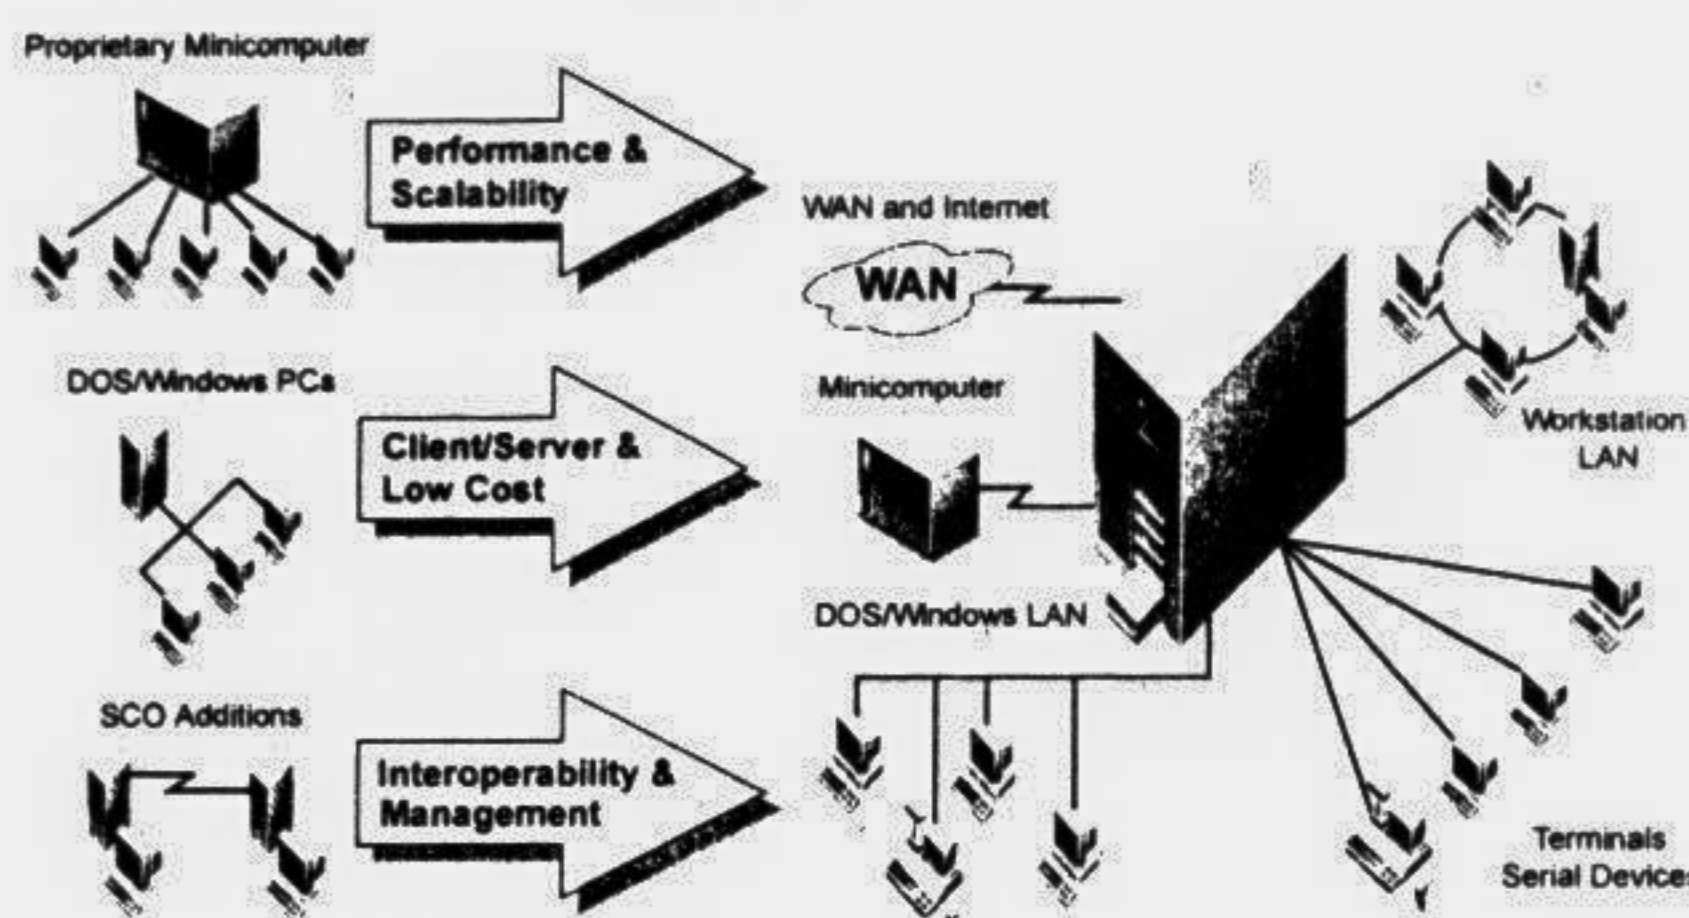 Proprietary Minicomputer
Performance &
Scalability
DOS/Windows PCs
Client/Server &
Low Cost
SCO Additions
Interoperability &
Management
WAN and Internet
WAN
Minicomputer
DOS/Windows LAN
Workstation
LAN
Terminals
Serial Devices